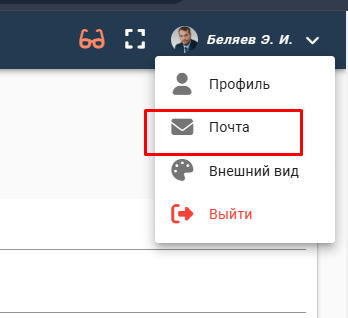 Беляев Э. И.
Профиль
Почта
Внешний вид
Выйти